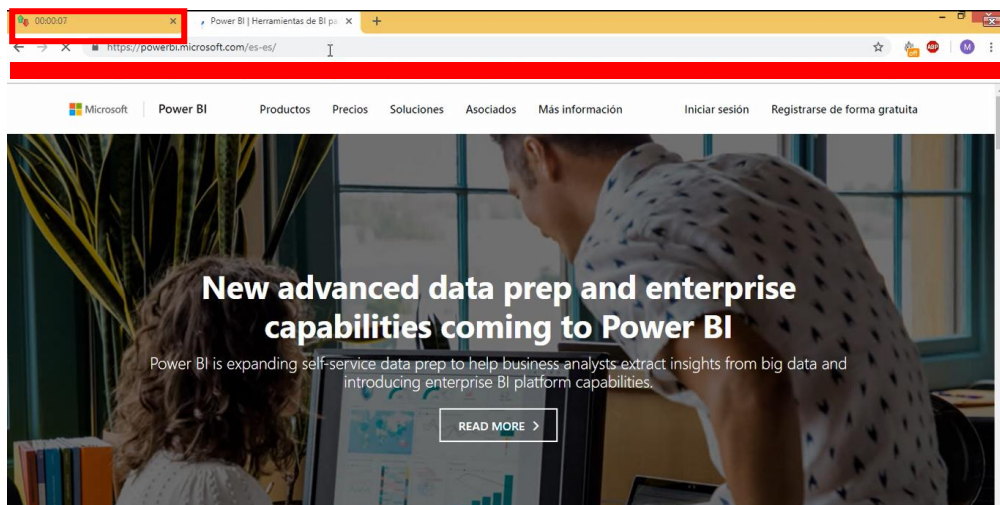 00:00:07
Power BI | Herramientas de BI pa
https://powerbi.microsoft.com/es-es/
off
ABP
M
Microsoft
Power BI
Productos
Precios
Soluciones
Asociados
Más información
Iniciar sesión
Registrarse de forma gratuita
New advanced data prep and enterprise
capabilities coming to Power BI
Power BI is expanding self-service data prep to help business analysts extract insights from big data and
introducing enterprise BI platform capabilities.
READ MORE >